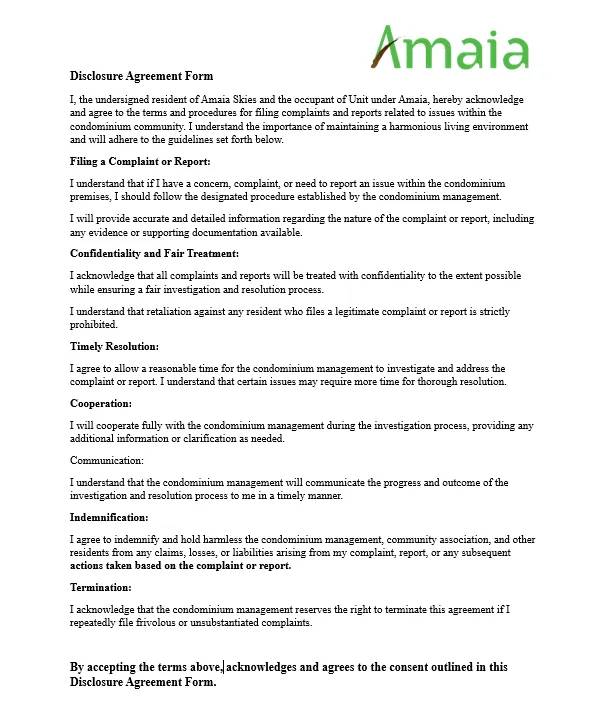 Amaia
Disclosure Agreement Form
I, the undersigned resident of Amaia Skies and the occupant of Unit under Amaia, hereby acknowledge
and agree to the terms and procedures for filing complaints and reports related to issues within the
condominium community. I understand the importance of maintaining a harmonious living environment
and will adhere to the guidelines set forth below.
Filing a Complaint or Report:
I understand that if I have a concern, complaint, or need to report an issue within the condominium
premises, I should follow the designated procedure established by the condominium management.
I will provide accurate and detailed information regarding the nature of the complaint or report, including
any evidence or supporting documentation available.
Confidentiality and Fair Treatment:
I acknowledge that all complaints and reports will be treated with confidentiality to the extent possible
while ensuring a fair investigation and resolution process.
I understand that retaliation against any resident who files a legitimate complaint or report is strictly
prohibited.
Timely Resolution:
I agree to allow a reasonable time for the condominium management to investigate and address the
complaint or report. I understand that certain issues may require more time for thorough resolution.
Cooperation:
I will cooperate fully with the condominium management during the investigation process, providing any
additional information or clarification as needed.
Communication:
I understand that the condominium management will communicate the progress and outcome of the
investigation and resolution process to me in a timely manner.
Indemnification:
I agree to indemnify and hold harmless the condominium management, community association, and other
residents from any claims, losses, or liabilities arising from my complaint, report, or any subsequent
actions taken based on the complaint or report.
Termination:
I acknowledge that the condominium management reserves the right to terminate this agreement if I
repeatedly file frivolous or unsubstantiated complaints.
By accepting the terms above, acknowledges and agrees to the consent outlined in this
Disclosure Agreement Form.